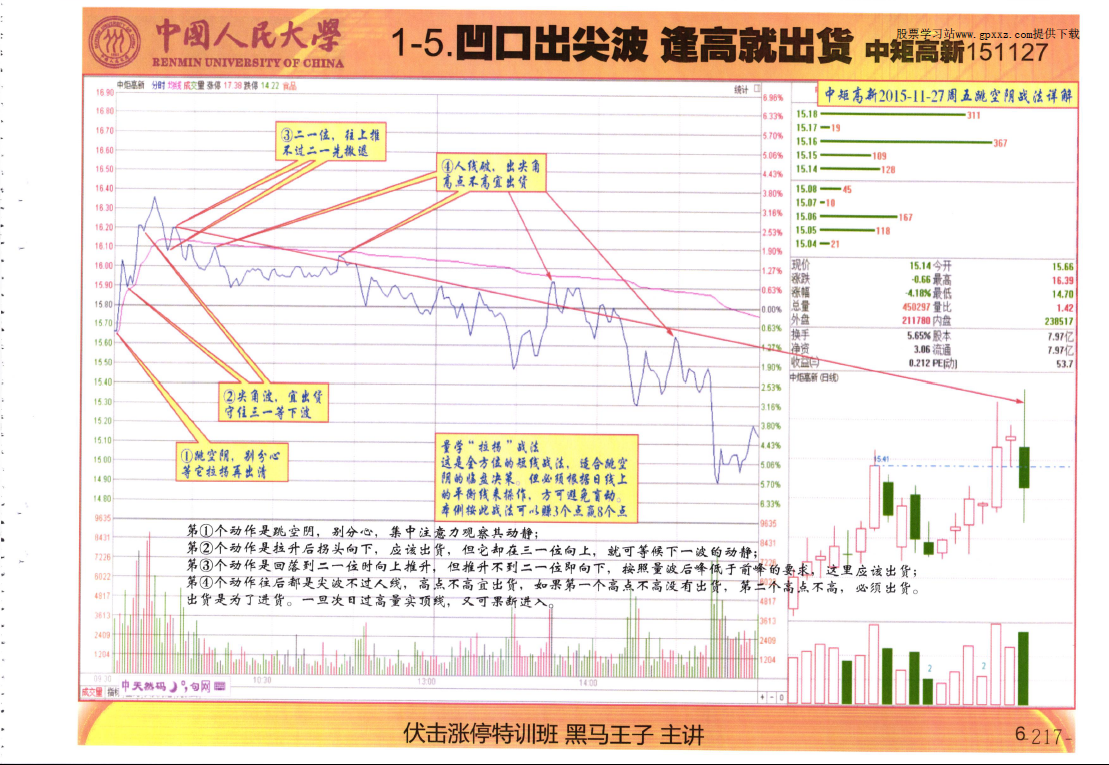 中国人民大学
RENMIN UNIVERSITY OF CHINA
1-5.凹口出尖波 逢高就出货 中矩高新151127
股票学习站www.gpxxz.com提供下载
中炬高新 分时 均线 成交量 涨停 17.38 跌停 14.22 食品
统计
中矩高新2015-11-27周五跳空阴战法详解
16.90
16.80
16.70
16.60
16.50
16.40
16.30
16.20
16.10
16.00
15.90
15.80
15.70
15.60
15.50
15.40
15.30
15.20
15.10
15.00
14.90
14.80
9635
8431
7226
6022
4817
3613
2409
1204
6.96%
6.33%
5.70%
5.06%
4.43%
3.80%
3.16%
2.53%
1.90%
1.27%
0.63%
0.00%
0.63%
1.27%
1.90%
2.53%
3.16%
3.80%
4.43%
5.06%
5.70%
6.33%
9635
8431
7226
4817
3613
2409
1204
③二一位，往上推
不过二一先撤退
④人线破，出尖角
高点不高宜出货
②尖角波，宜出货
守住三一等下波
①跳空阴，别分心
等它拉拐再出清
量学“拉拐”战法
这是全方位的短线战法，适合跳空
阴的临盘决策。但必须根据日线上
的平衡线来操作，方可避免盲动。
本例按此战法可以赚3个点赢8个点
第①个动作是跳空阴，别分心，集中注意力观察其动静；
第②个动作是拉升后拐头向下，应该出货，但它却在三一位向上，就可等候下一波的动静；
第③个动作是回落到二一位时向上推升，但推升不到二一位即向下，按照量波后峰低于前峰的要求，这里应该出货；
第④个动作往后都是尖波不过人线，高点不高宜出货，如果第一个高点不高没有出货，第二个高点不高，必须出货。
出货是为了进货。一旦次日过高量实顶线，又可果断进入。
15.18 311
15.17 19
15.16 367
15.15 109
15.14 128
15.08 45
15.07 10
15.06 167
15.05 118
15.04 21
现价 15.14 今开 15.66
涨跌 -0.66 最高 16.39
涨幅 -4.18% 最低 14.70
总量 450297 量比 1.42
外盘 211780 内盘 238517
换手 5.65% 股本 7.97亿
净资 3.06 流通 7.97亿
收益(三) 0.212 PE(动) 53.7
中炬高新 (日线)
15.41
2
2
09:30 10:30 13:00 14:00
成交量 指标
中天然码
+ - 0
伏击涨停特训班 黑马王子 主讲
6 -217-